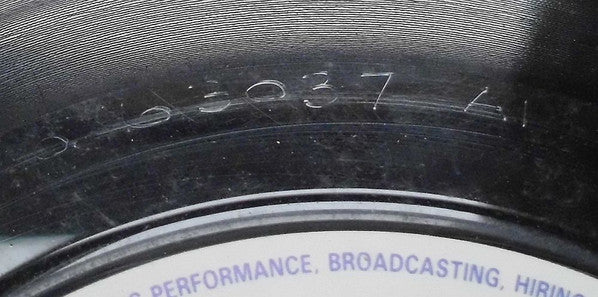 3037 A1
PERFORMANCE, BROADCASTING, HIRING